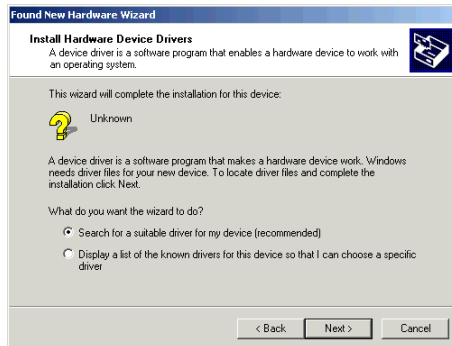 Found New Hardware Wizard
Install Hardware Device Drivers
A device driver is a software program that enables a hardware device to work with
an operating system.
This wizard will complete the installation for this device:
Unknown
A device driver is a software program that makes a hardware device work. Windows
needs driver files for your new device. To locate driver files and complete the
installation click Next.
What do you want the wizard to do?
Search for a suitable driver for my device (recommended)
Display a list of the known drivers for this device so that I can choose a specific
driver
< Back Next > Cancel